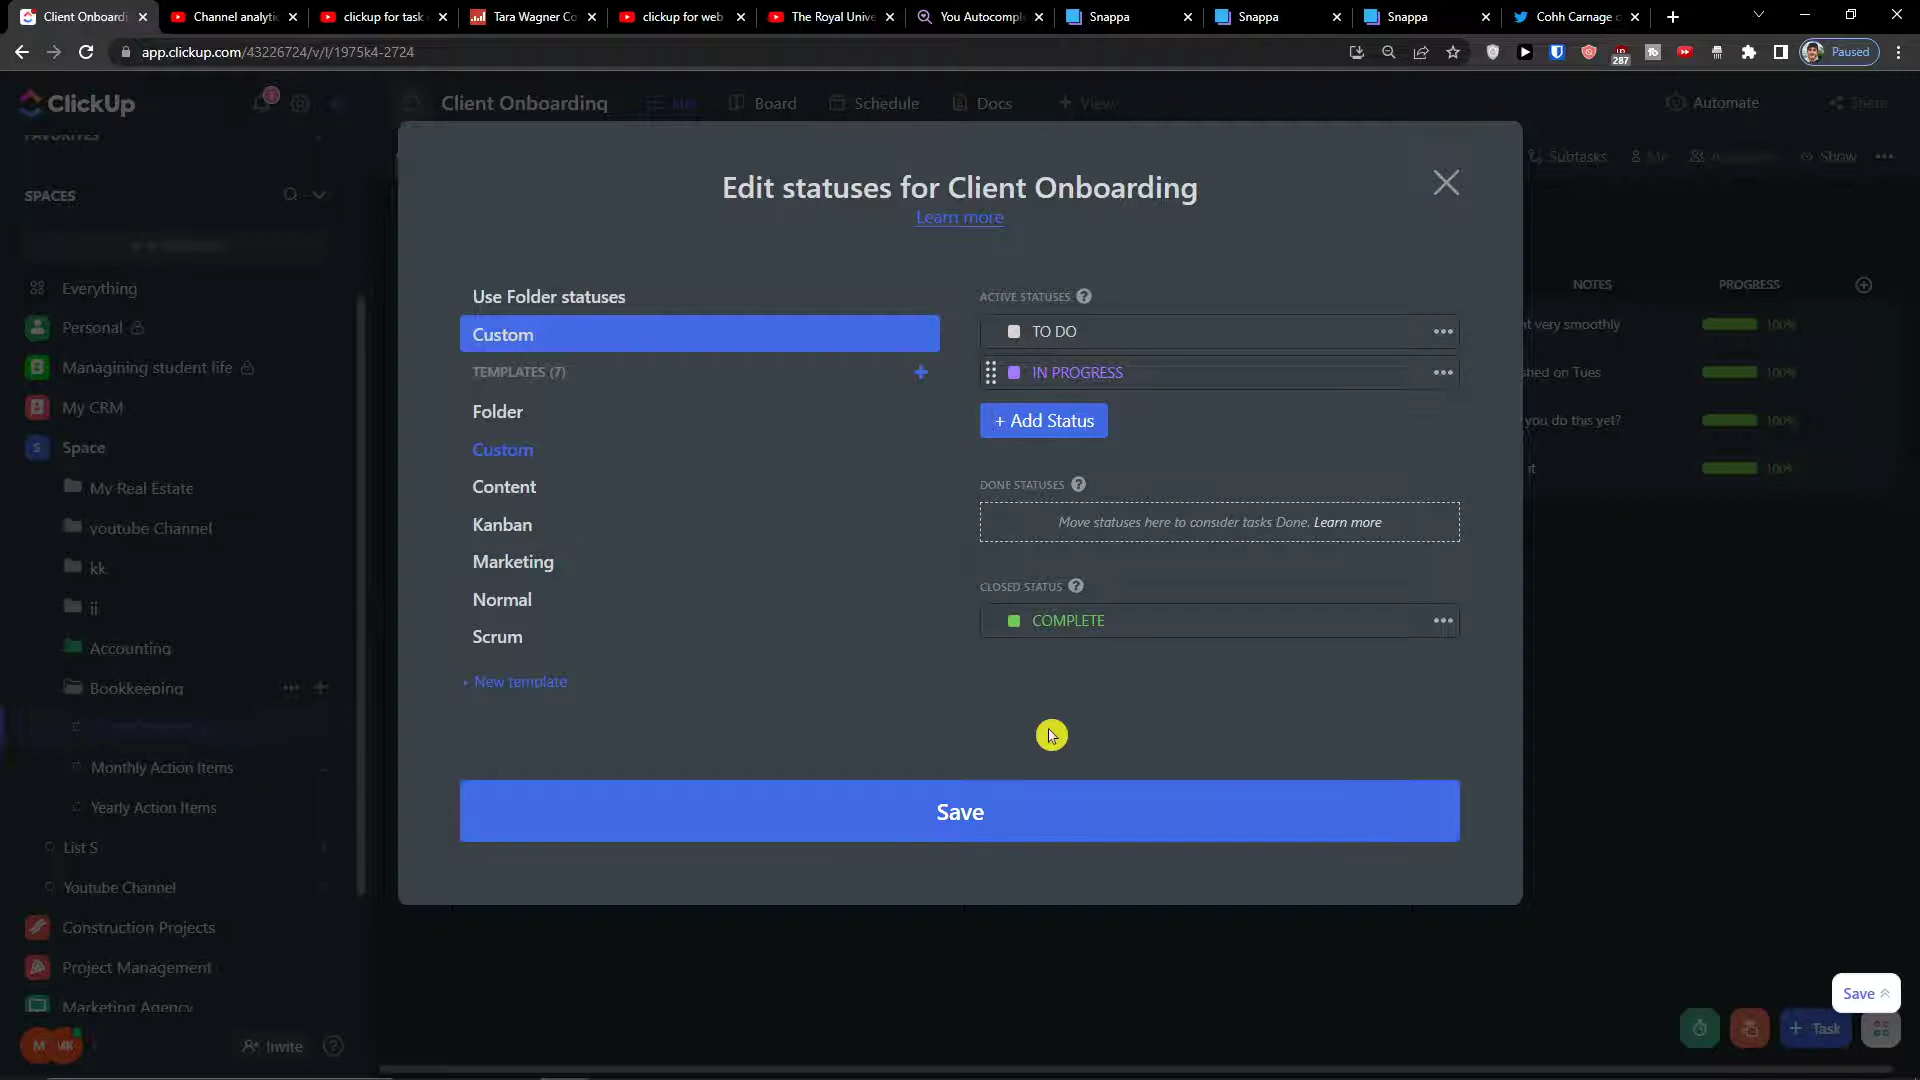 Client Onboardi
Channel analytic
clickup for task
Tara Wagner Co
clickup for web
The Royal Unive
You Autocompl
Snappa
Snappa
Snappa
Cohh Carnage
app.clickup.com/43226724/v/l/1975k4-2724
287
Paused
ClickUp
Client Onboarding
Board
Schedule
Docs
+ View
Automate
Share
FAVORITES
Subtasks
Me
Show
SPACES
Everything
Personal
Managining student life
My CRM
Space
My Real Estate
youtube Channel
kk
ii
Accounting
Bookkeeping
Monthly Action Items
Yearly Action Items
List S
Youtube Channel
Construction Projects
Project Management
Marketing Agency
M
MK
Invite
Edit statuses for Client Onboarding
Learn more
Use Folder statuses
Custom
TEMPLATES (7)
Folder
Custom
Content
Kanban
Marketing
Normal
Scrum
+ New template
ACTIVE STATUSES
TO DO
IN PROGRESS
+ Add Status
DONE STATUSES
Move statuses here to consider tasks Done. Learn more
CLOSED STATUS
COMPLETE
Save
NOTES
PROGRESS
t very smoothly
100%
hed on Tues
100%
you do this yet?
100%
it
100%
Save
+ Task